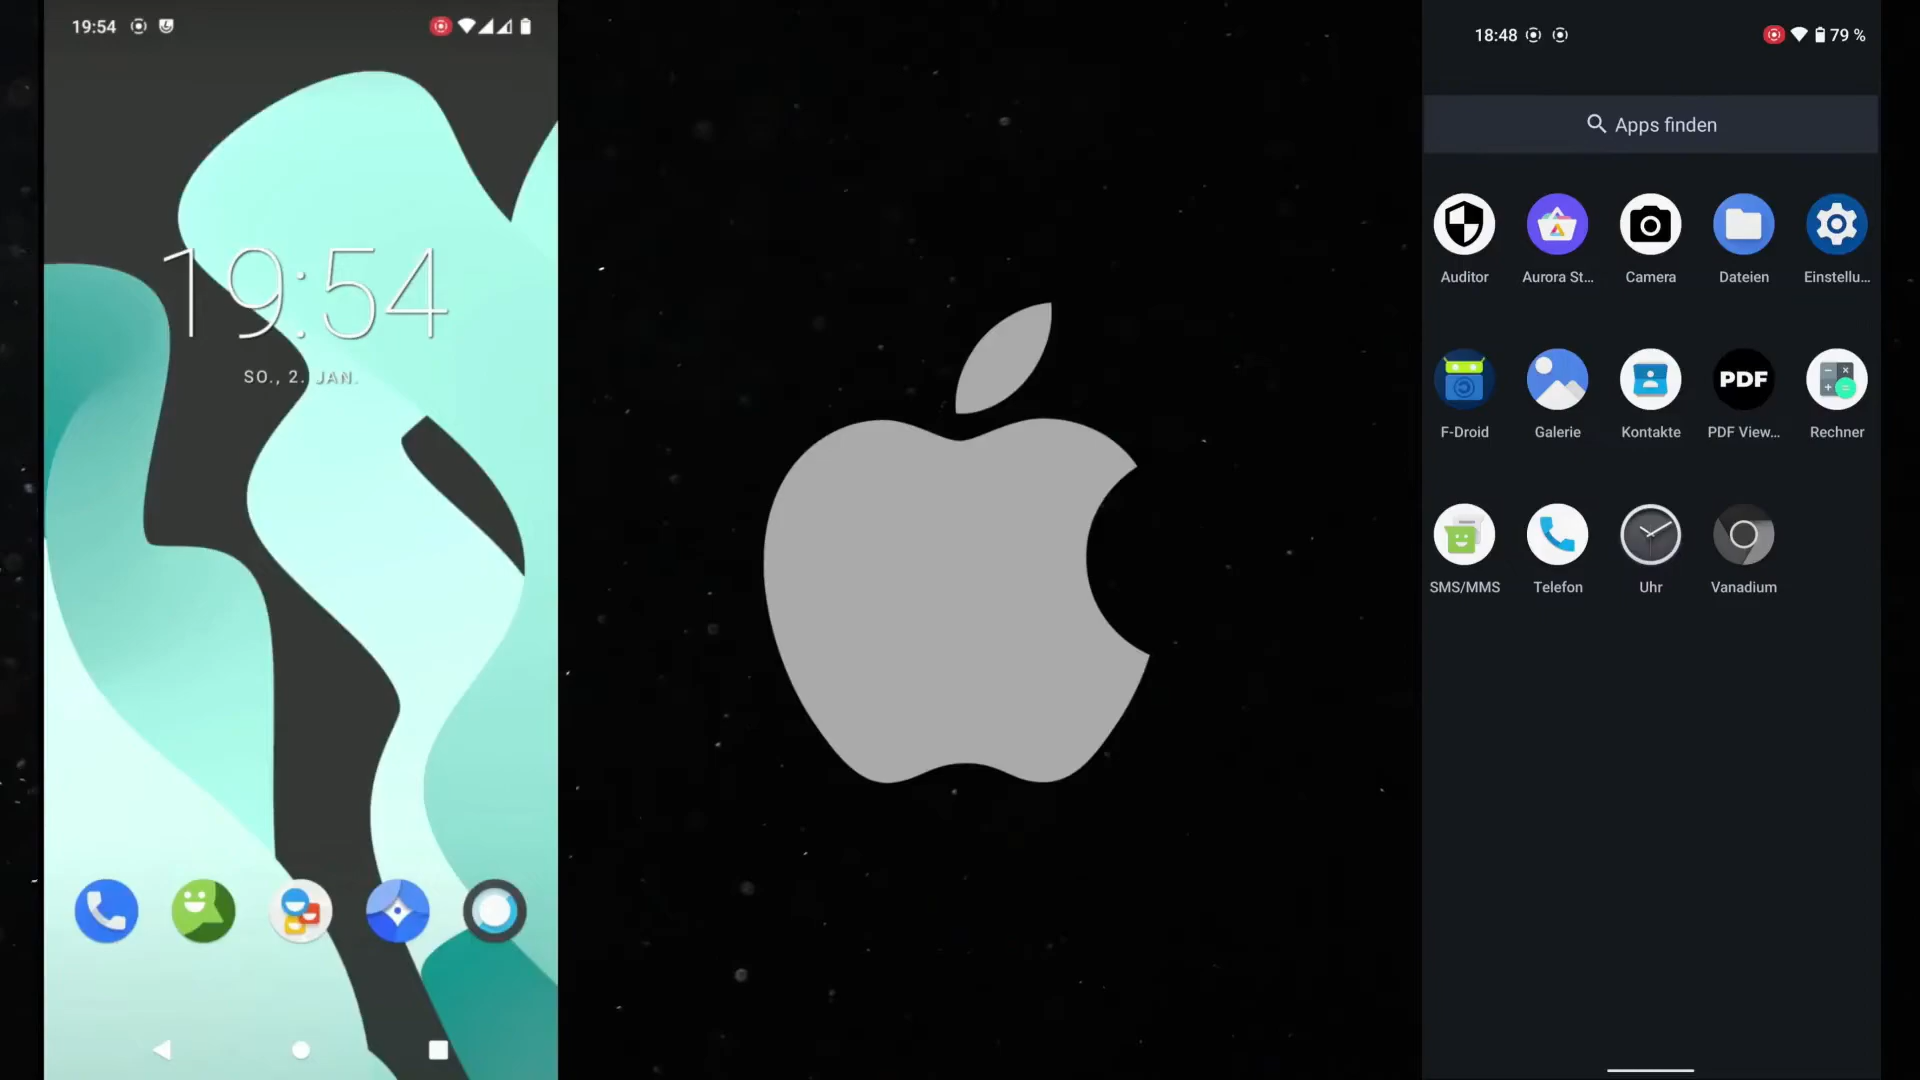 19:54
19:54
SO., 2. JAN.
18:48
79 %
Apps finden
Auditor
Aurora St...
Camera
Dateien
Einstellu...
F-Droid
Galerie
Kontakte
PDF
PDF View...
Rechner
SMS/MMS
Telefon
Uhr
Vanadium